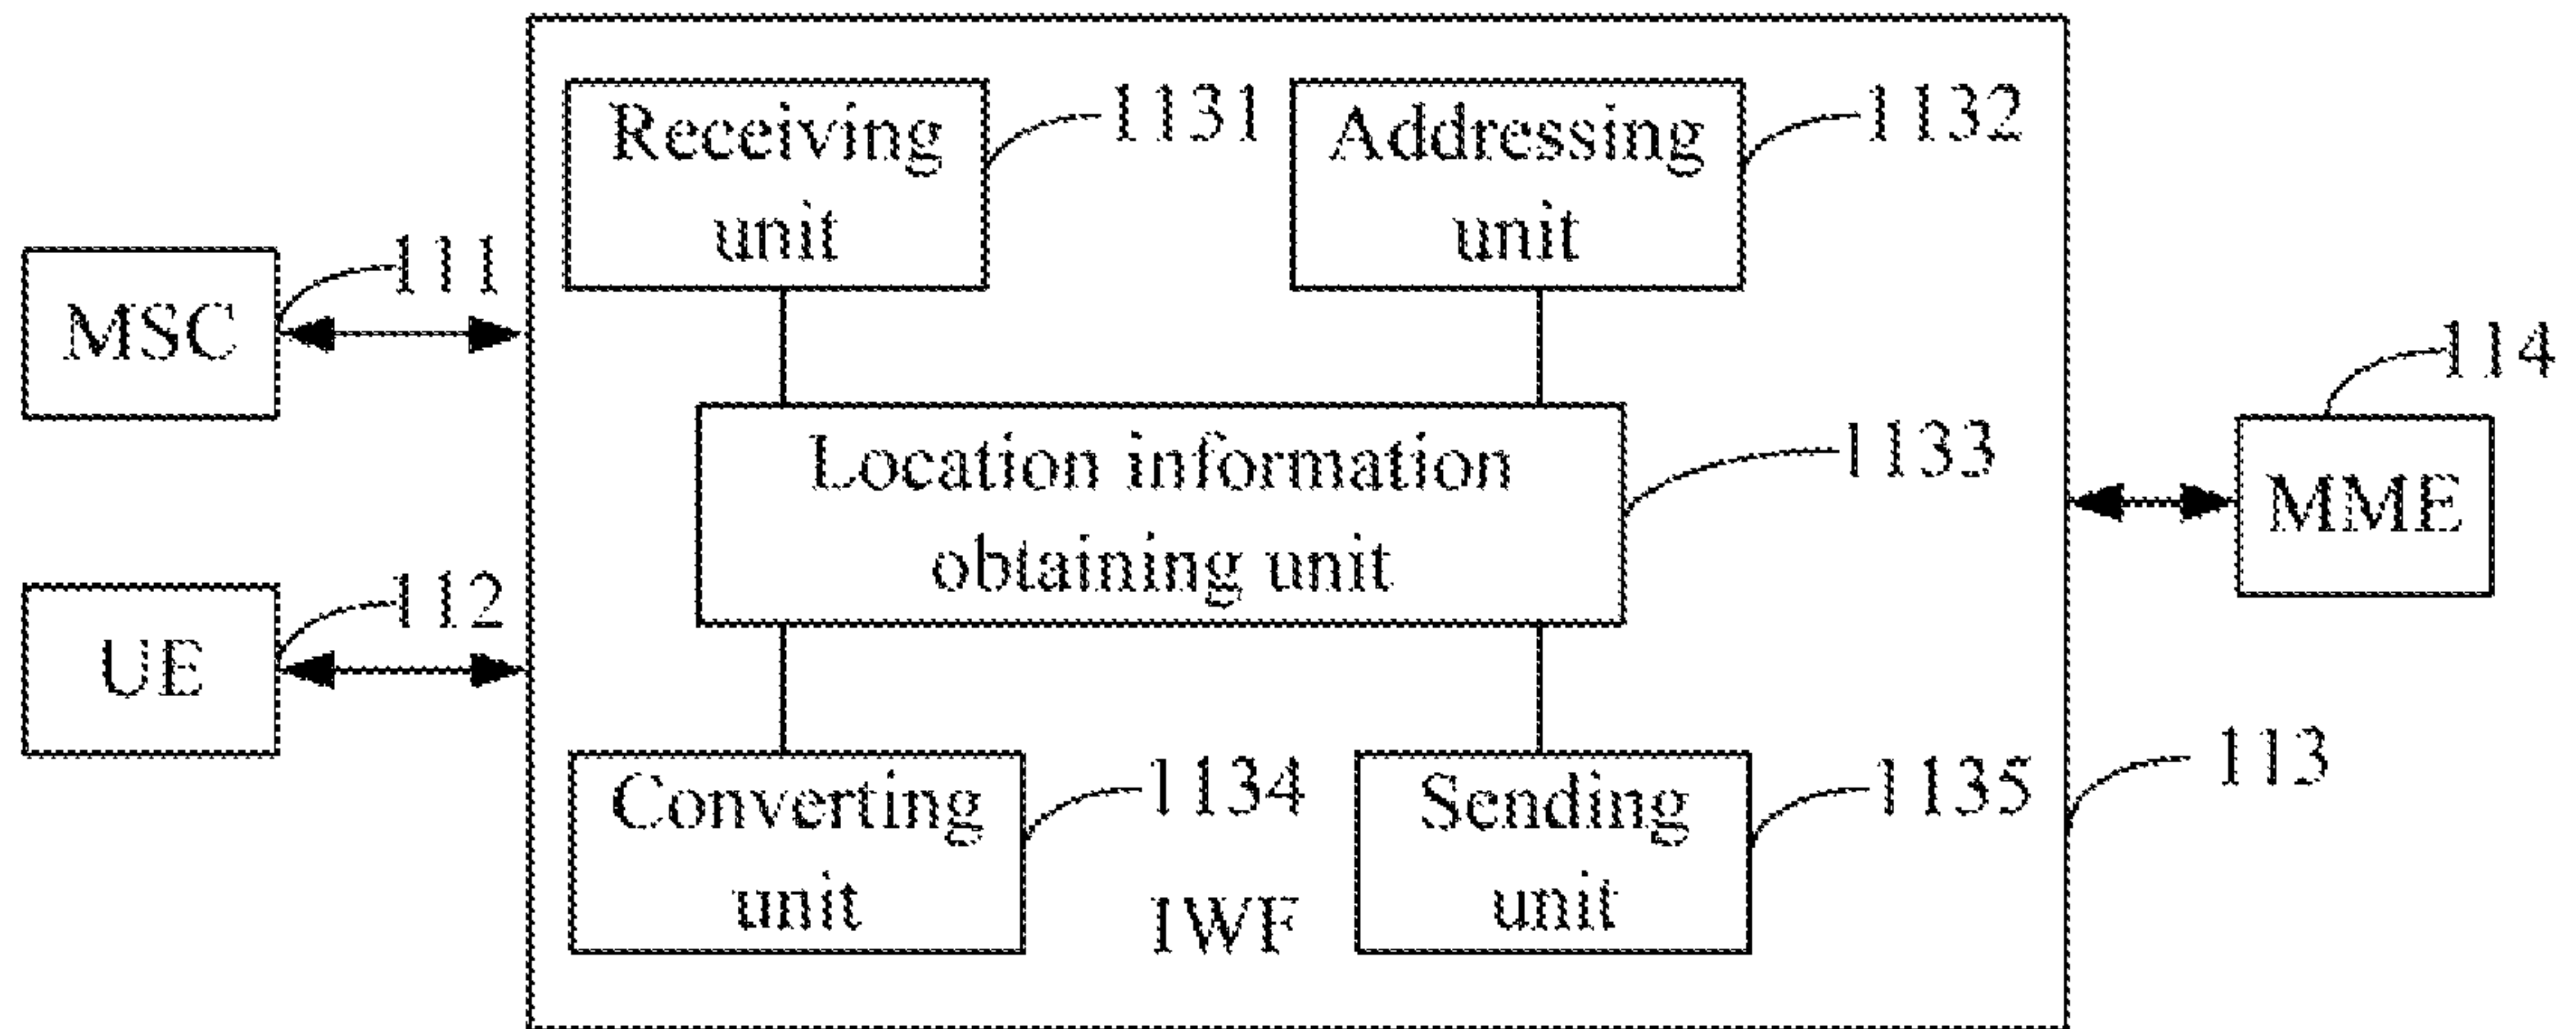 Receiving
unit
1131
Addressing
unit
1132
MSC
111
114
MME
Location information
obtaining unit
1133
UE
112
Converting
unit
1134
Sending
unit
1135
113
IWF